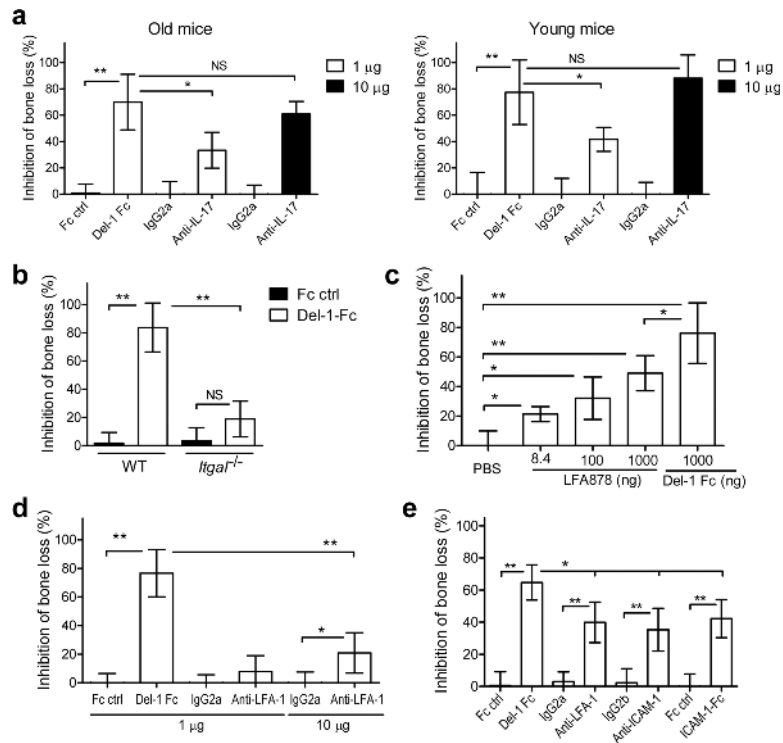 a
Old mice
Young mice
Inhibition of bone loss (%)
100
80
60
40
20
0
**
NS
*
1 μg
10 μg
Fc ctrl
Del-1 Fc
IgG2a
Anti-IL-17
IgG2a
Anti-IL-17
Inhibition of bone loss (%)
100
80
60
40
20
0
**
NS
*
1 μg
10 μg
Fc ctrl
Del-1 Fc
IgG2a
Anti-IL-17
IgG2a
Anti-IL-17
b
Inhibition of bone loss (%)
100
80
60
40
20
0
**
**
NS
Fc ctrl
Del-1-Fc
WT
Itgal–/–
c
Inhibition of bone loss (%)
100
80
60
40
20
0
**
*
**
*
*
PBS
8.4
100
1000
1000
LFA878 (ng)
Del-1 Fc (ng)
d
Inhibition of bone loss (%)
100
80
60
40
20
0
**
**
*
Fc ctrl
Del-1 Fc
IgG2a
Anti-LFA-1
IgG2a
Anti-LFA-1
1 μg
10 μg
e
Inhibition of bone loss (%)
100
80
60
40
20
0
**
*
**
**
**
Fc ctrl
Del-1 Fc
IgG2a
Anti-LFA-1
IgG2b
Anti-ICAM-1
Fc ctrl
ICAM-1-Fc